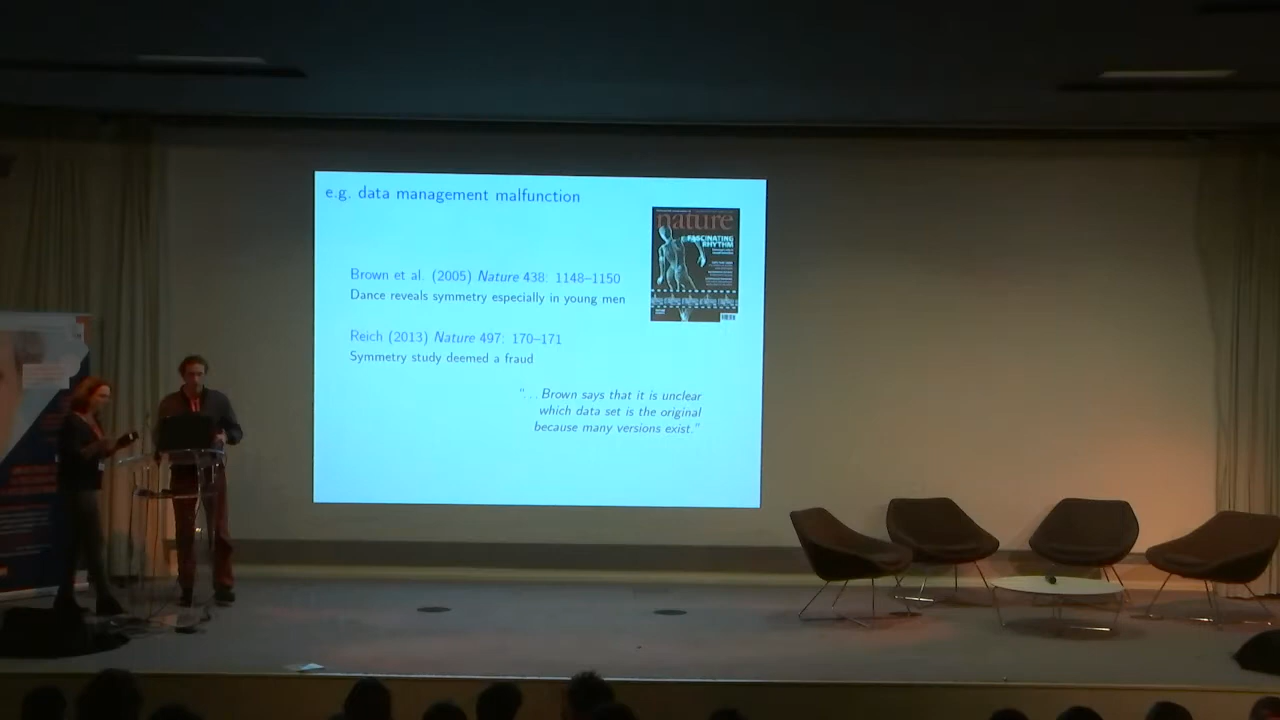 e.g. data management malfunction
nature
FASCINATING
RHYTHM
Brown et al. (2005) Nature 438: 1148–1150
Dance reveals symmetry especially in young men
Reich (2013) Nature 497: 170–171
Symmetry study deemed a fraud
"...Brown says that it is unclear
which data set is the original
because many versions exist."